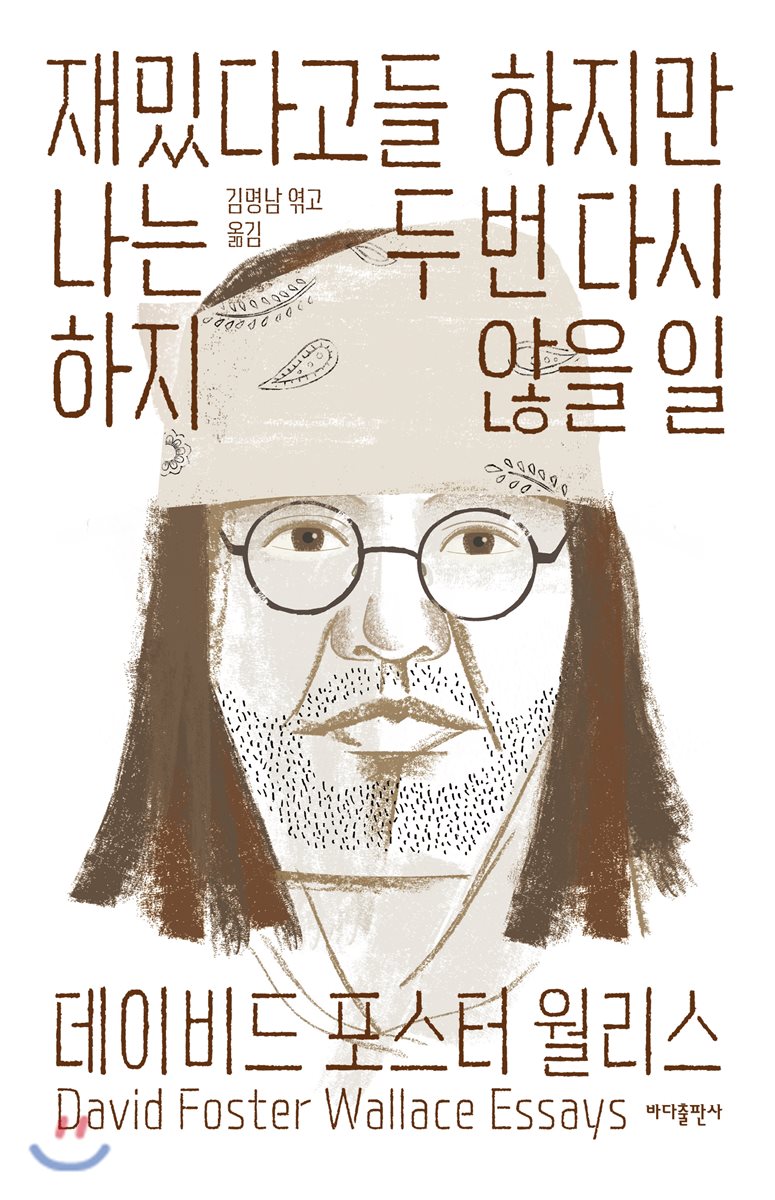 재밌다고들 하지만
나는 두 번 다시
하지 않을 일
김명남 엮고
옮김
데이비드 포스터 월리스
David Foster Wallace Essays
바다출판사